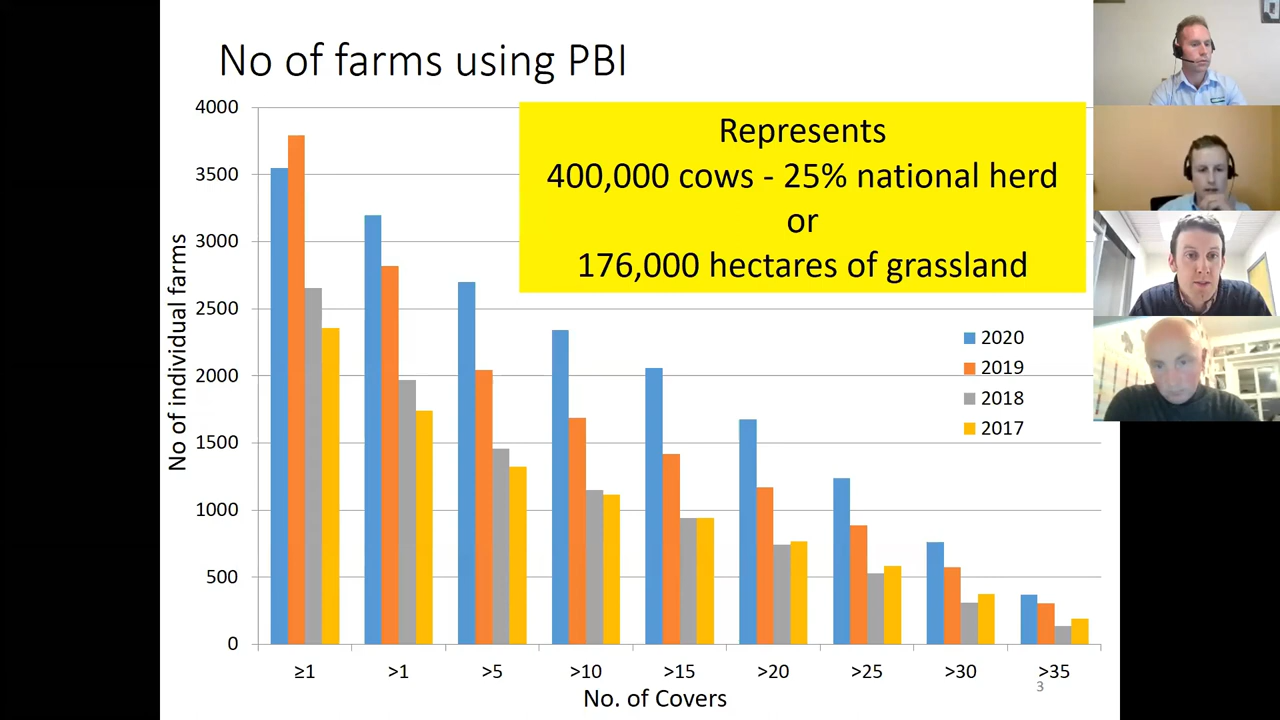 No of farms using PBI
4000
3500
3000
2500
2000
1500
1000
500
0
No of individual farms
Represents
400,000 cows - 25% national herd
or
176,000 hectares of grassland
2020
2019
2018
2017
≥1 >1 >5 >10 >15 >20 >25 >30 >35
3
No. of Covers